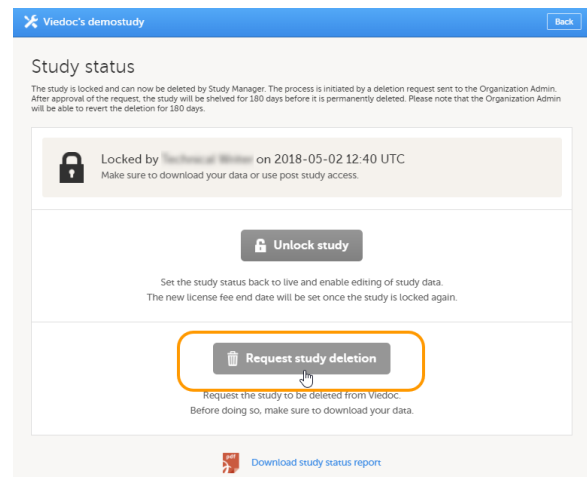 Viedoc's demostudy
Back
Study status
The study is locked and can now be deleted by Study Manager. The process is initiated by a deletion request sent to the Organization Admin.
After approval of the request, the study will be shelved for 180 days before it is permanently deleted. Please note that the Organization Admin
will be able to revert the deletion for 180 days.
Locked by on 2018-05-02 12:40 UTC
Make sure to download your data or use post study access.
Unlock study
Set the study status back to live and enable editing of study data.
The new license fee end date will be set once the study is locked again.
Request study deletion
Request the study to be deleted from Viedoc.
Before doing so, make sure to download your data.
pdf
Download study status report